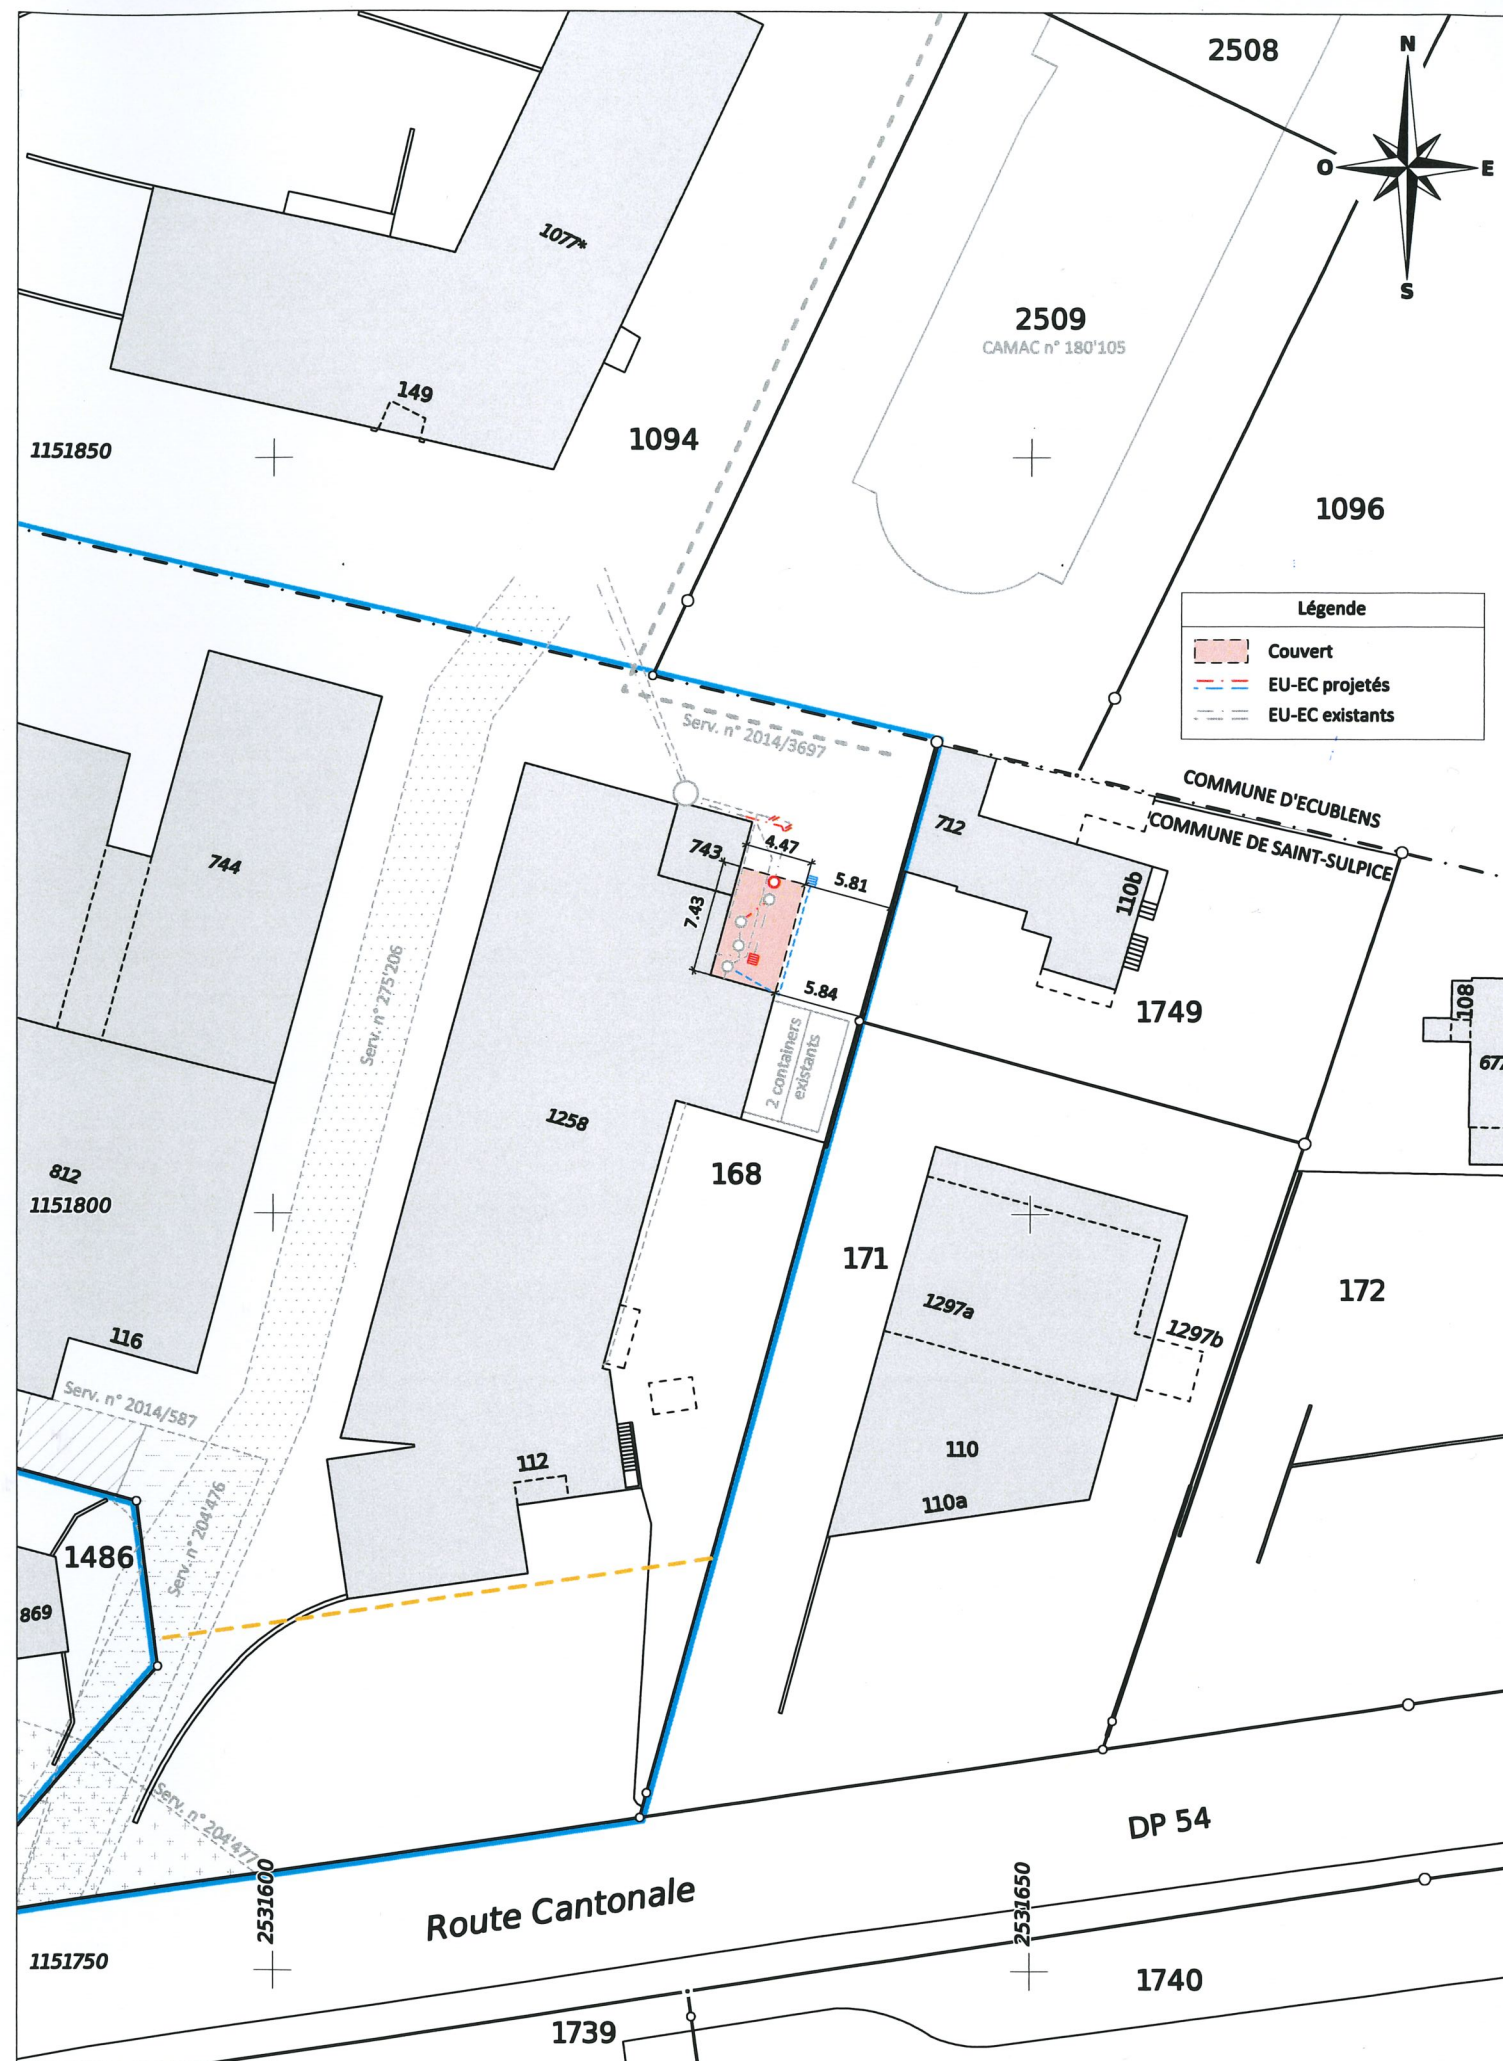 2508
N
O
E
S
1077*
2509
CAMAC n° 180'105
149
1094
1151850
1096
Légende
Couvert
EU-EC projetés
EU-EC existants
Serv. n° 2014/3697
COMMUNE D'ECUBLENS
COMMUNE DE SAINT-SULPICE
712
743
4.47
5.81
744
110b
7.43
5.84
1749
108
Serv. n° 275'206
2 containers
existants
1258
168
812
1151800
171
172
1297a
1297b
116
Serv. n° 2014/587
112
110
110a
Serv. n° 204'476
1486
869
Serv. n° 204'477
DP 54
2531600
Route Cantonale
2531650
1151750
1740
1739